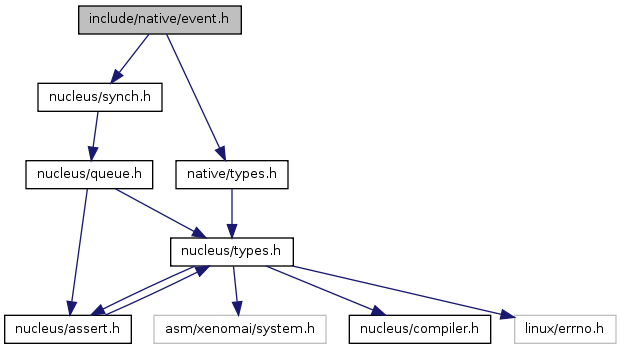 include/native/event.h
nucleus/synch.h
nucleus/queue.h
native/types.h
nucleus/types.h
nucleus/assert.h
asm/xenomai/system.h
nucleus/compiler.h
linux/errno.h